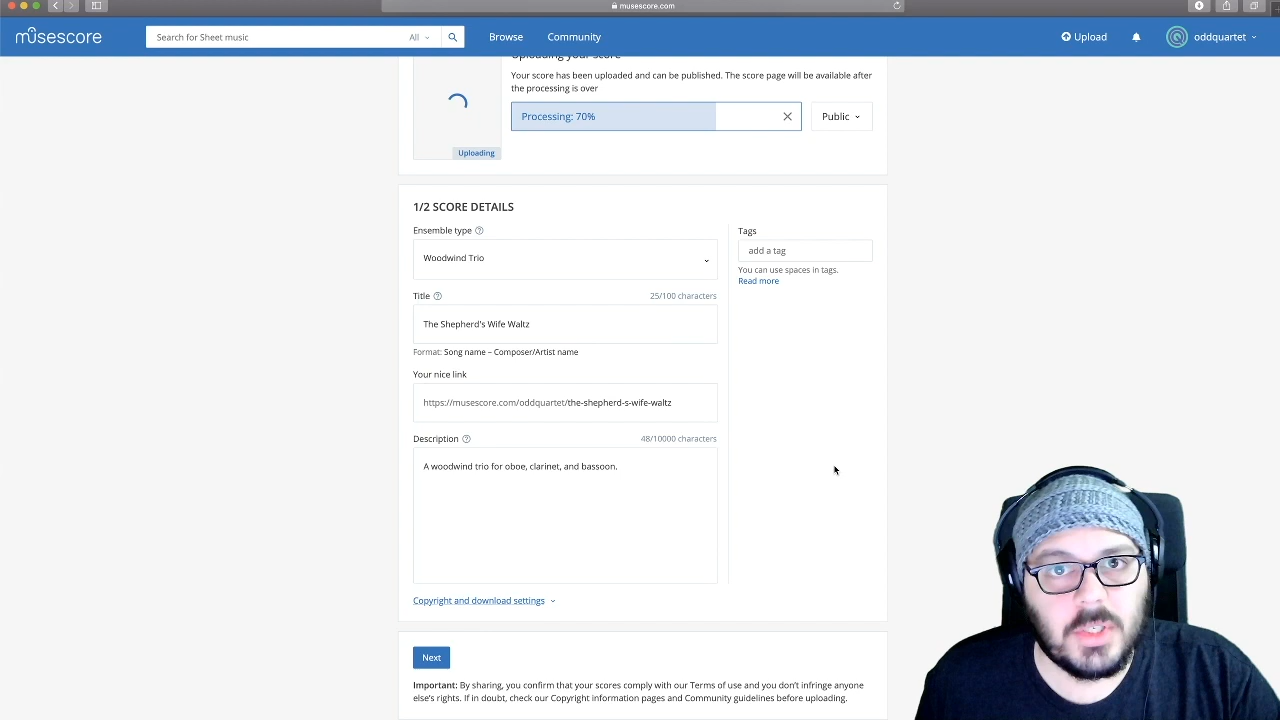 musescore.com
musescore
Search for Sheet music
All
Browse
Community
Upload
oddquartet
Uploading your score
Your score has been uploaded and can be published. The score page will be available after
the processing is over
Processing: 70%
Public
Uploading
1/2 SCORE DETAILS
Ensemble type
Woodwind Trio
Title
25/100 characters
The Shepherd's Wife Waltz
Format: Song name – Composer/Artist name
Your nice link
https://musescore.com/oddquartet/the-shepherd-s-wife-waltz
Description
48/10000 characters
A woodwind trio for oboe, clarinet, and bassoon.
Copyright and download settings
Tags
add a tag
You can use spaces in tags.
Read more
Next
Important: By sharing, you confirm that your scores comply with our Terms of use and you don't infringe anyone
else's rights. If in doubt, check our Copyright information pages and Community guidelines before uploading.